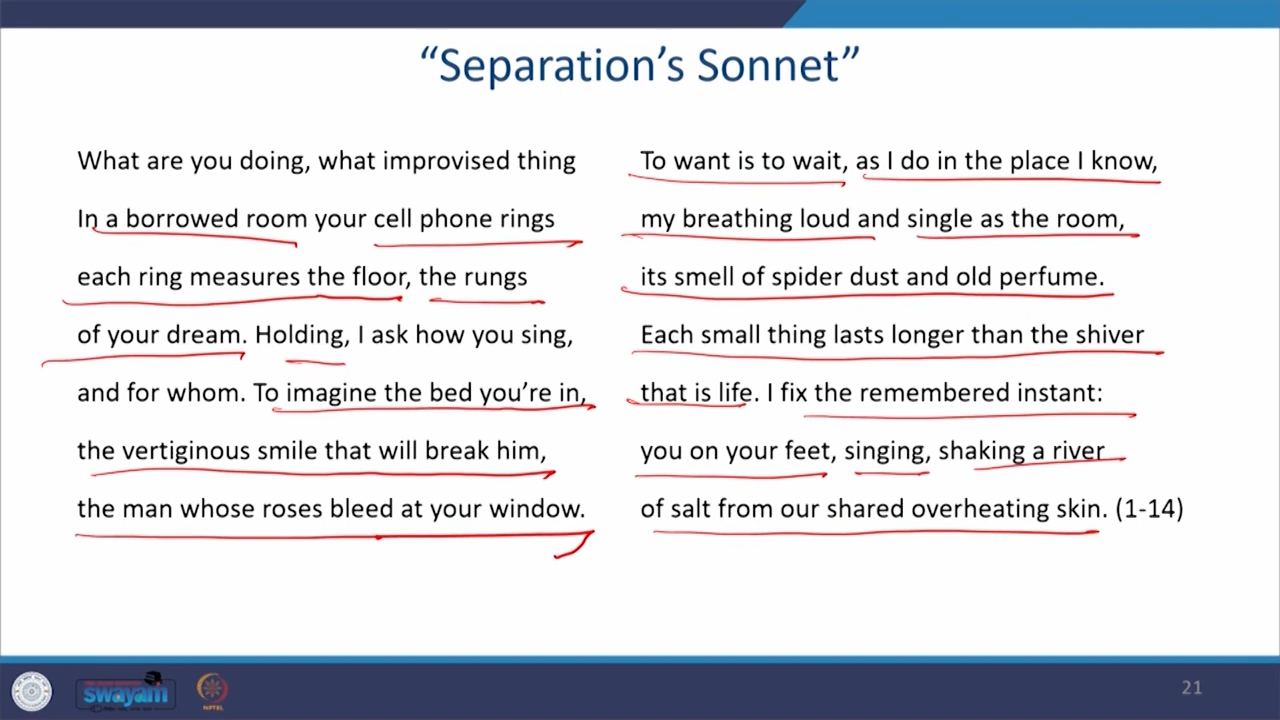 “Separation’s Sonnet”
What are you doing, what improvised thing
In a borrowed room your cell phone rings
each ring measures the floor, the rungs
of your dream. Holding, I ask how you sing,
and for whom. To imagine the bed you’re in,
the vertiginous smile that will break him,
the man whose roses bleed at your window.
To want is to wait, as I do in the place I know,
my breathing loud and single as the room,
its smell of spider dust and old perfume.
Each small thing lasts longer than the shiver
that is life. I fix the remembered instant:
you on your feet, singing, shaking a river
of salt from our shared overheating skin. (1-14)
swayam
NPTEL
21